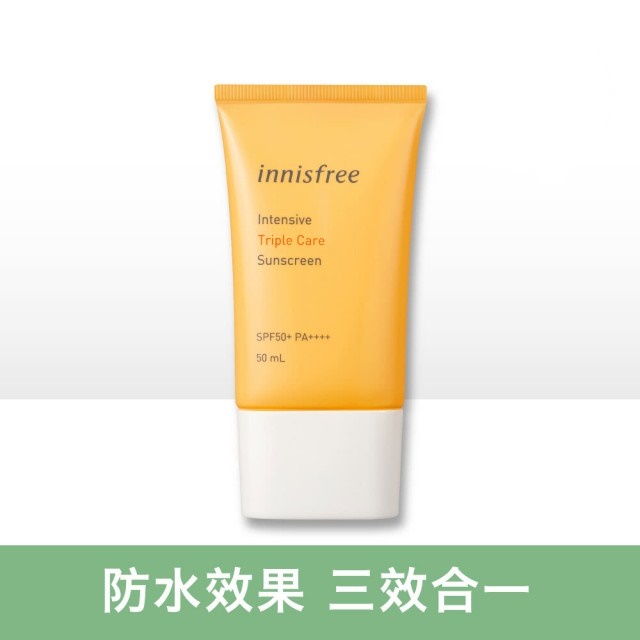 innisfree
Intensive
Triple Care
Sunscreen
SPF50+ PA++++
50 mL
防水效果 三效合一